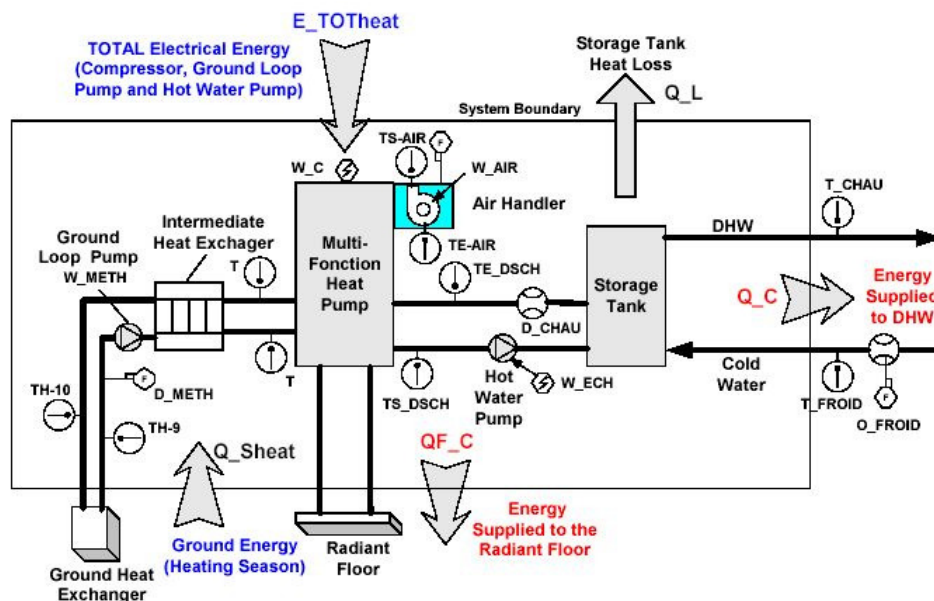 E_TOTheat
TOTAL Electrical Energy
(Compressor, Ground Loop
Pump and Hot Water Pump)
Storage Tank
Heat Loss
Q_L
System Boundary
TS-AIR
F
W_C
W_AIR
Air Handler
TE-AIR
T_CHAU
DHW
Intermediate
Heat Exchager
Ground
Loop Pump
W_METH
T
Multi-
Fonction
Heat
Pump
TE_DSCH
D_CHAU
Storage
Tank
Q_C
Energy
Supplied
to DHW
T
TS_DSCH
Hot
Water
Pump
W_ECH
Cold
Water
T_FROID
F
O_FROID
TH-10
F
D_METH
TH-9
Q_Sheat
QF_C
Ground Energy
(Heating Season)
Radiant
Floor
Energy
Supplied to the
Radiant Floor
Ground Heat
Exchanger